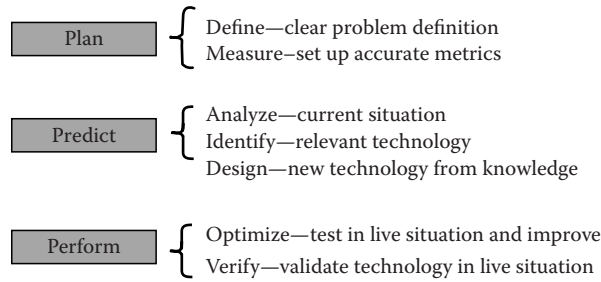 Plan
Define—clear problem definition
Measure–set up accurate metrics
Predict
Analyze—current situation
Identify—relevant technology
Design—new technology from knowledge
Perform
Optimize—test in live situation and improve
Verify—validate technology in live situation